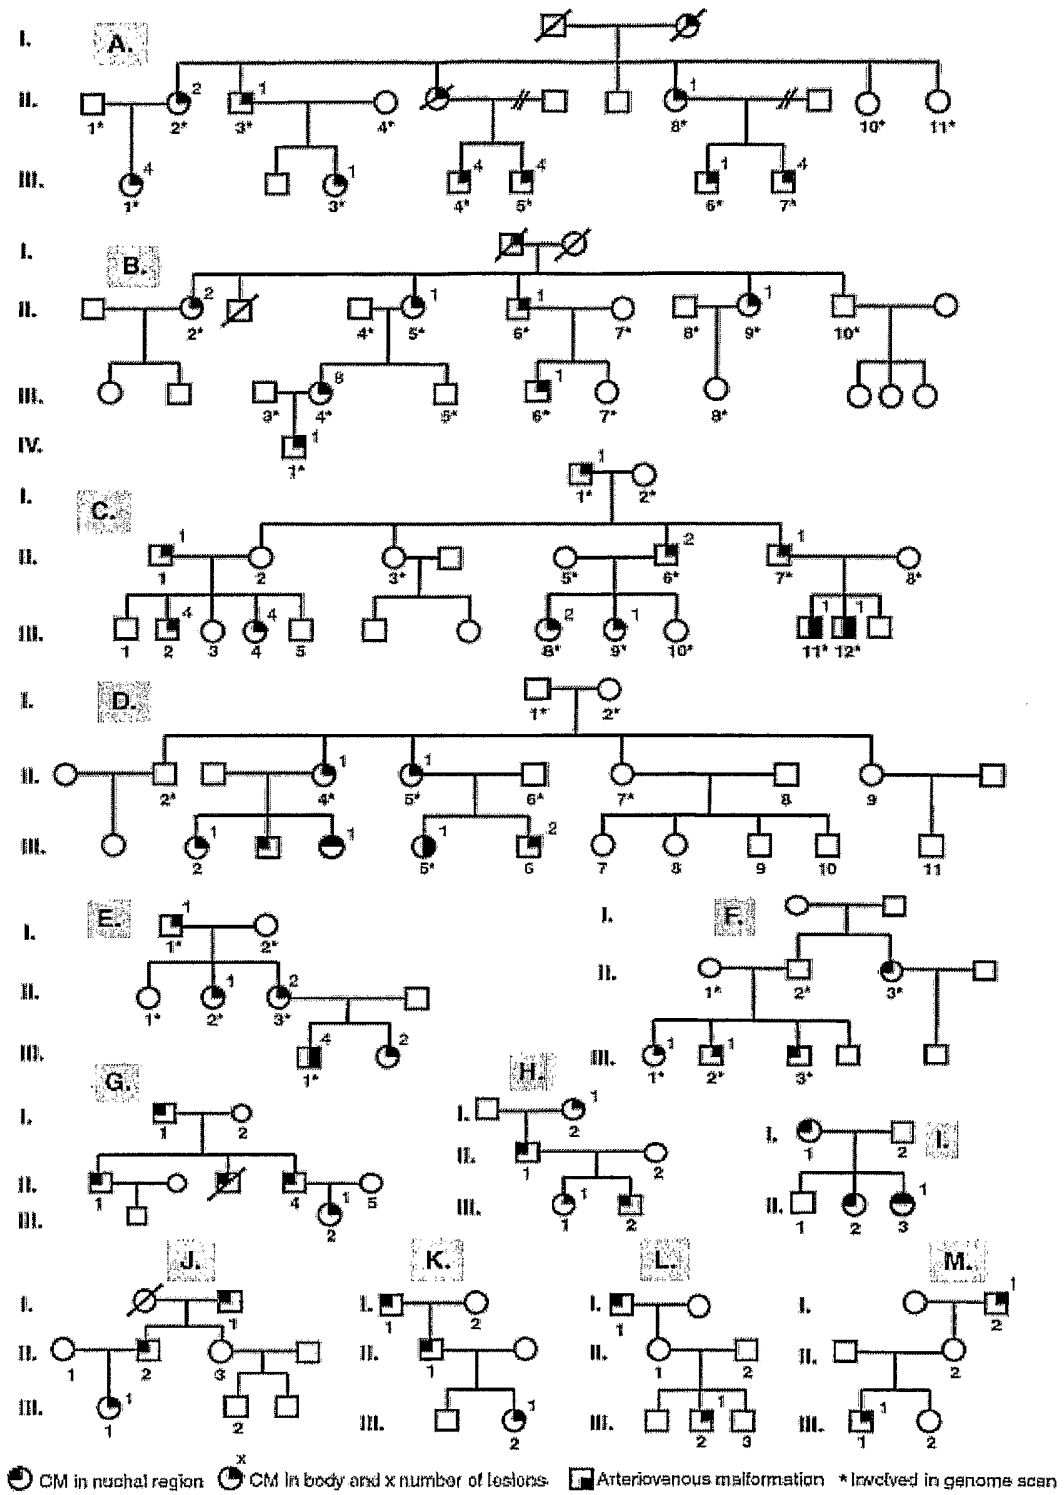 I. A.
2 1 1
II. 1* 2* 3* 4* 8* 10* 11*
4 1 4 4 1 4
III. 1* 3* 4* 5* 6* 7*
I. B.
2 1 1 1
II. 2* 4* 5* 6* 7* 8* 9* 10*
8 1
III. 3* 4* 5* 6* 7* 8*
IV. 1
1*
1
I. 1* 2*
C.
1 2 1
II. 1 2 3* 5* 6* 7* 8*
4 4 2 1 1 1
III. 1 2 3 4 5 8* 9* 10* 11* 12*
I. D. 1* 2*
1 1
II. 2* 4* 5* 6* 7* 8 9
1 1 1 2
III. 2 5* 6 7 8 9 10 11
E. 1 I. F.
I. 1* 2*
1 2 II. 1* 2* 3*
II. 1* 2* 3*
4 2 1 1
III. 1* III. 1* 2* 3*
G. H.
I. 1 2 I. 1 2 I. 1 2 I.
II. 1 4 1 5 II. 1 2
III. 2 III. 1 1 2 II. 1 2 1 3
J. K. L. M.
I. 1 I. 1 2 I. 1 I. 1 2
II. 1 2 3 II. 1 II. 1 2 II. 2
III. 1 1 2 III. 1 2 III. 1 2 3 III. 1 1 2
CM in nuchal region x CM in body and x number of lesions Arteriovenous malformation *Involved in genome scan